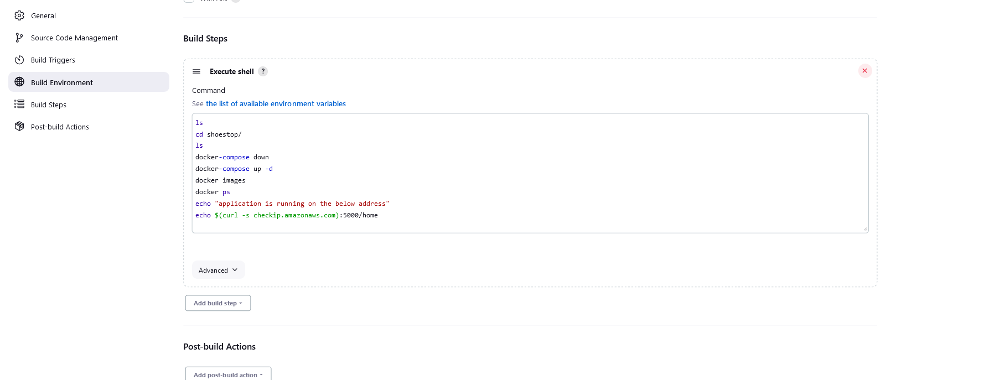 General
Source Code Management
Build Triggers
Build Environment
Build Steps
Post-build Actions
Build Steps
Execute shell ?
Command
See the list of available environment variables
ls
cd shoestop/
ls
docker-compose down
docker-compose up -d
docker images
docker ps
echo "application is running on the below address"
echo $(curl -s checkip.amazonaws.com):5000/home
Advanced
Add build step
Post-build Actions
Add post-build action